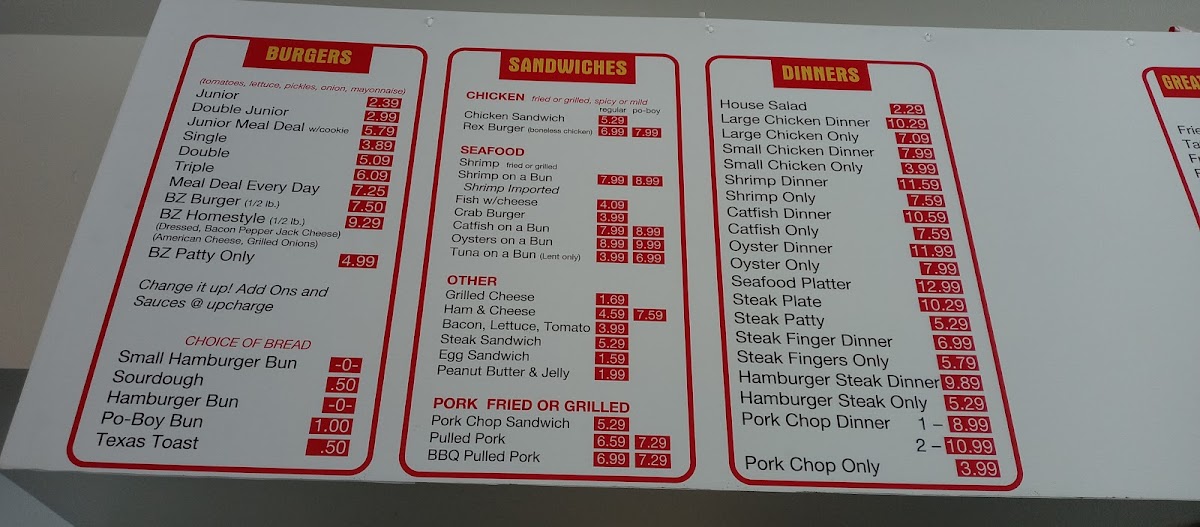 BURGERS
(tomatoes, lettuce, pickles, onion, mayonnaise)
Junior 2.39
Double Junior 2.99
Junior Meal Deal w/cookie 5.79
Single 3.89
Double 5.09
Triple 6.09
Meal Deal Every Day 7.25
BZ Burger (1/2 lb.) 7.50
BZ Homestyle (1/2 lb.) 9.29
(Dressed, Bacon Pepper Jack Cheese)
(American Cheese, Grilled Onions)
BZ Patty Only 4.99
Change it up! Add Ons and
Sauces @ upcharge
CHOICE OF BREAD
Small Hamburger Bun -0-
Sourdough .50
Hamburger Bun -0-
Po-Boy Bun 1.00
Texas Toast .50
SANDWICHES
CHICKEN fried or grilled, spicy or mild
regular po-boy
Chicken Sandwich 5.29
Rex Burger (boneless chicken) 6.99 7.99
SEAFOOD
Shrimp fried or grilled
Shrimp on a Bun 7.99 8.99
Shrimp Imported
Fish w/cheese 4.09
Crab Burger 3.99
Catfish on a Bun 7.99 8.99
Oysters on a Bun 8.99 9.99
Tuna on a Bun (Lent only) 3.99 6.99
OTHER
Grilled Cheese 1.69
Ham & Cheese 4.59 7.59
Bacon, Lettuce, Tomato 3.99
Steak Sandwich 5.29
Egg Sandwich 1.59
Peanut Butter & Jelly 1.99
PORK FRIED OR GRILLED
Pork Chop Sandwich 5.29
Pulled Pork 6.59 7.29
BBQ Pulled Pork 6.99 7.29
DINNERS
House Salad 2.29
Large Chicken Dinner 10.29
Large Chicken Only 7.09
Small Chicken Dinner 7.99
Small Chicken Only 3.99
Shrimp Dinner 11.59
Shrimp Only 7.59
Catfish Dinner 10.59
Catfish Only 7.59
Oyster Dinner 11.99
Oyster Only 7.99
Seafood Platter 12.99
Steak Plate 10.29
Steak Patty 5.29
Steak Finger Dinner 6.99
Steak Fingers Only 5.79
Hamburger Steak Dinner 9.89
Hamburger Steak Only 5.29
Pork Chop Dinner 1 – 8.99
2 – 10.99
Pork Chop Only 3.99